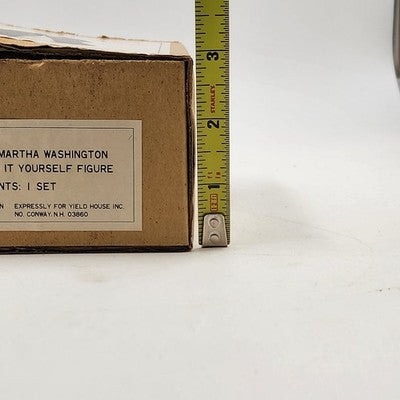 MARTHA WASHINGTON
IT YOURSELF FIGURE
NTS: 1 SET
N EXPRESSLY FOR YIELD HOUSE INC.
NO. CONWAY, N.H. 03860
3
STANLEY
2
1